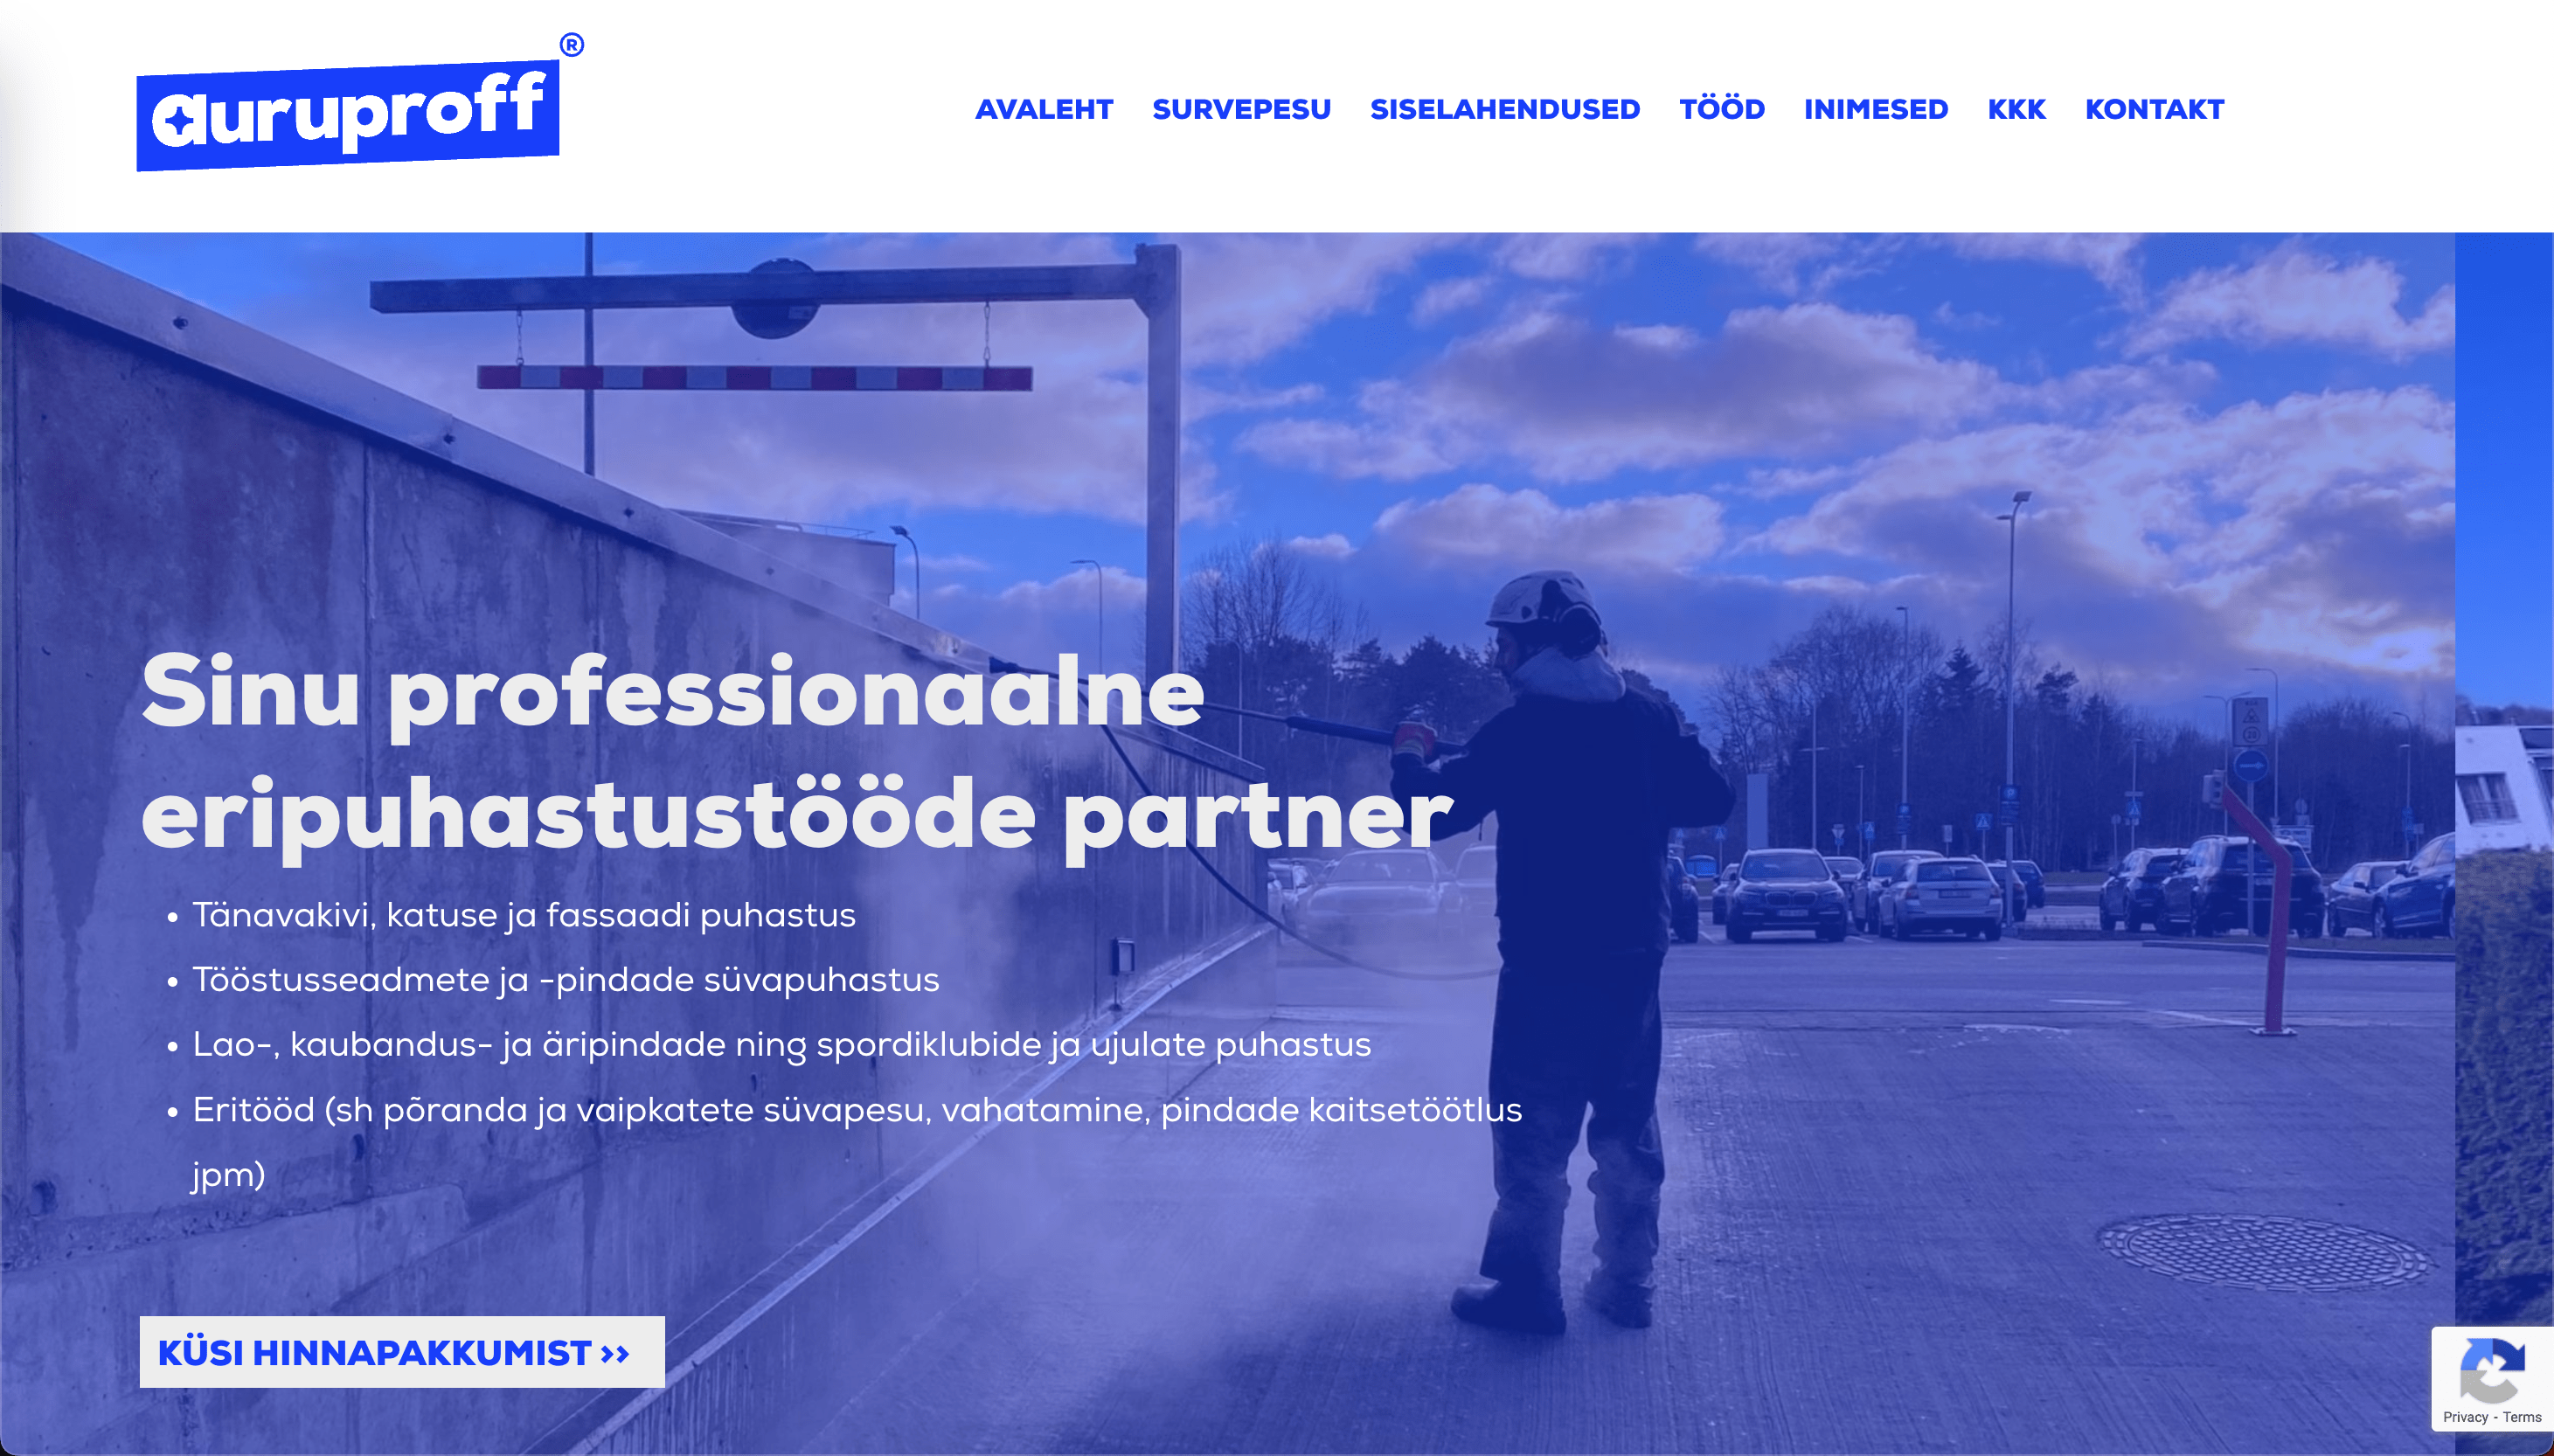 auruproff®
AVALEHT SURVEPESU SISELAHENDUSED TÖÖD INIMESED KKK KONTAKT
Sinu professionaalne
eripuhastustööde partner
• Tänavakivi, katuse ja fassaadi puhastus
• Tööstusseadmete ja -pindade süvapuhastus
• Lao-, kaubandus- ja äripindade ning spordiklubide ja ujulate puhastus
• Eritööd (sh põranda ja vaipkatete süvapesu, vahatamine, pindade kaitsetöötlus
jpm)
KÜSI HINNAPAKKUMIST >>
Privacy - Terms